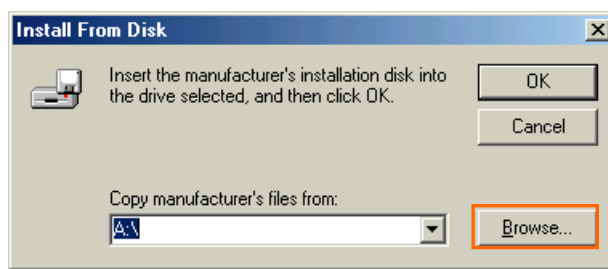 Install From Disk
Insert the manufacturer's installation disk into
the drive selected, and then click OK.
OK
Cancel
Copy manufacturer's files from:
A:\
Browse...